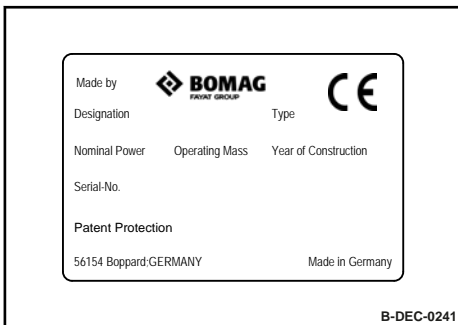 Made by BOMAG CE
FAYAT GROUP
Designation Type
Nominal Power Operating Mass Year of Construction
Serial-No.
Patent Protection
56154 Boppard;GERMANY Made in Germany
B-DEC-0241